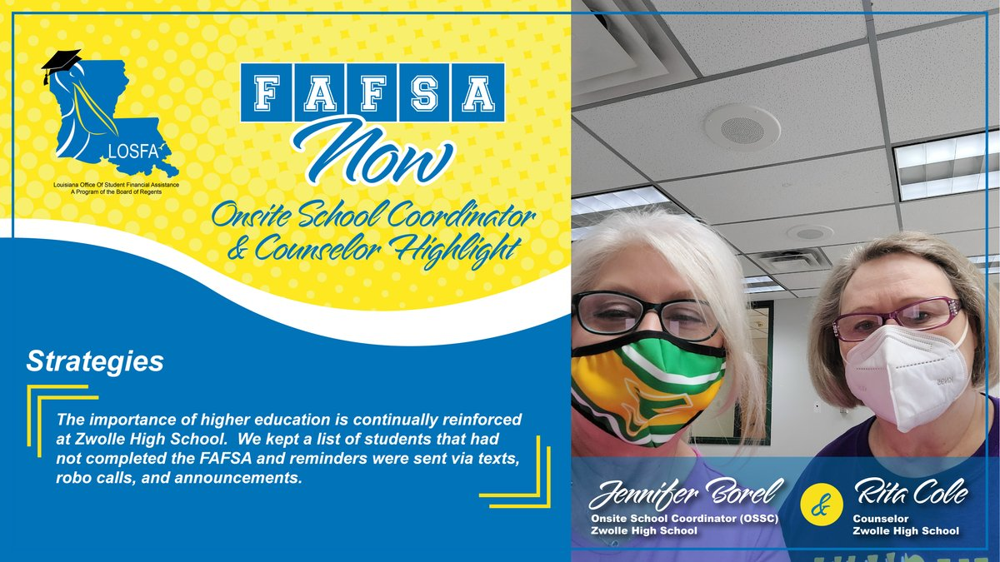 LOSFA
Louisiana Office Of Student Financial Assistance
A Program of the Board of Regents
FAFSA
Now
Onsite School Coordinator
& Counselor Highlight
Strategies
The importance of higher education is continually reinforced
at Zwolle High School.  We kept a list of students that had
not completed the FAFSA and reminders were sent via texts,
robo calls, and announcements.
KN95
Jennifer Borel
Onsite School Coordinator (OSSC)
Zwolle High School
&
Rita Cole
Counselor
Zwolle High School